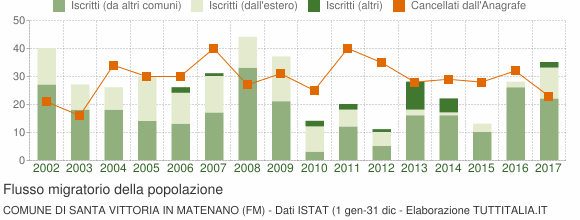 Iscritti (da altri comuni) Iscritti (dall'estero) Iscritti (altri) Cancellati dall'Anagrafe
50
40
30
20
10
0
2002 2003 2004 2005 2006 2007 2008 2009 2010 2011 2012 2013 2014 2015 2016 2017
Flusso migratorio della popolazione
COMUNE DI SANTA VITTORIA IN MATENANO (FM) - Dati ISTAT (1 gen-31 dic - Elaborazione TUTTITALIA.IT